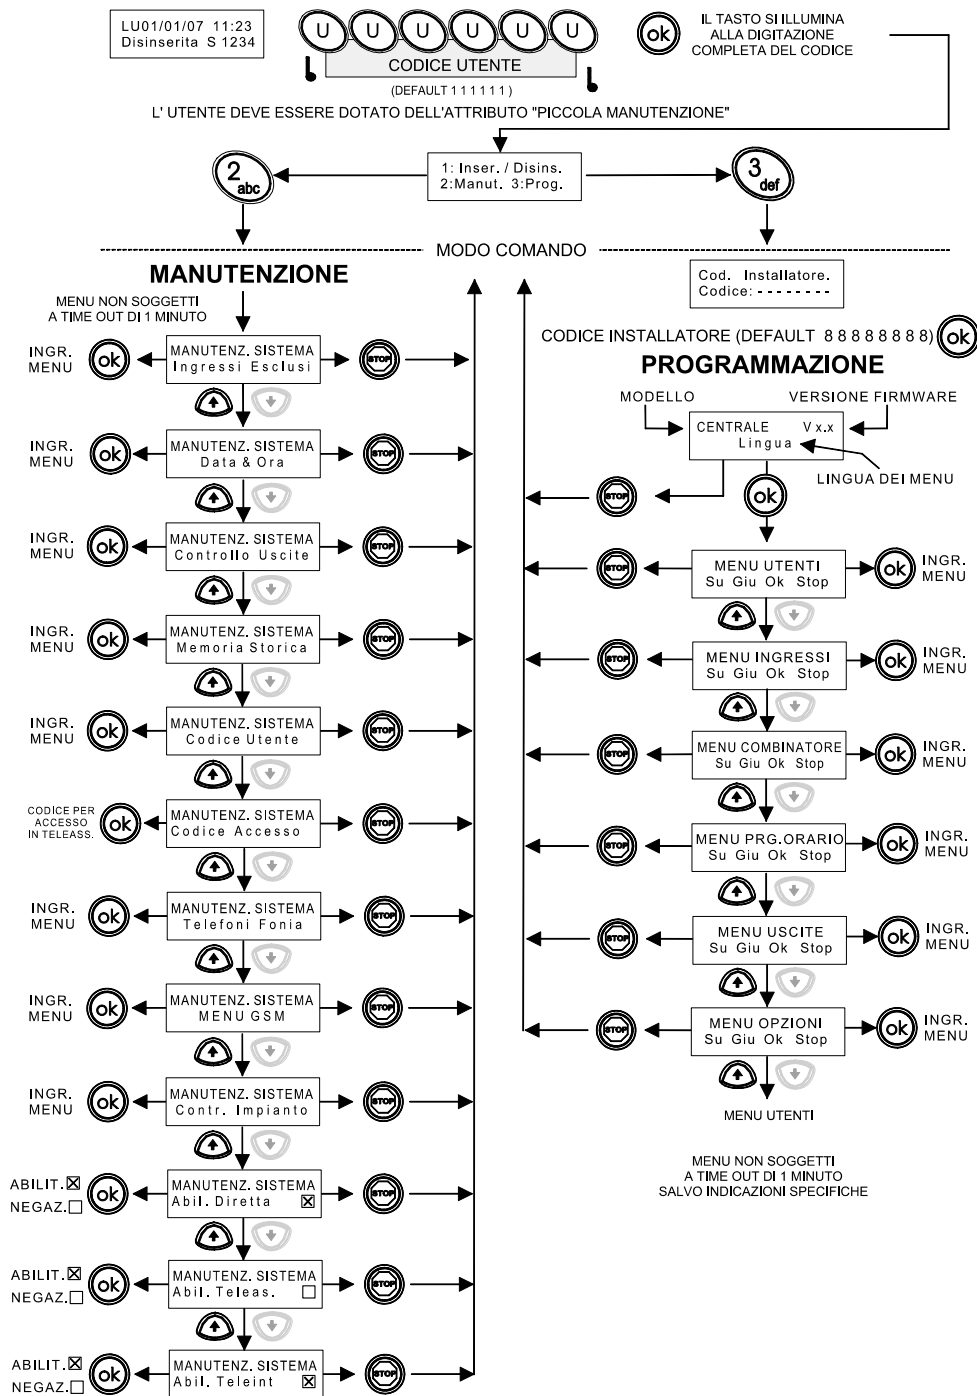 LU01/01/07 11:23
Disinserita S 1234
U U U U U U
CODICE UTENTE
(DEFAULT 1 1 1 1 1 1 )
ok
IL TASTO SI ILLUMINA
ALLA DIGITAZIONE
COMPLETA DEL CODICE
L' UTENTE DEVE ESSERE DOTATO DELL'ATTRIBUTO "PICCOLA MANUTENZIONE"
2 abc
1: Inser. / Disins.
2:Manut. 3:Prog.
3 def
MODO COMANDO
MANUTENZIONE
MENU NON SOGGETTI
A TIME OUT DI 1 MINUTO
INGR.
MENU
ok
MANUTENZ. SISTEMA
Ingressi Esclusi
STOP
INGR.
MENU
ok
MANUTENZ. SISTEMA
Data & Ora
STOP
INGR.
MENU
ok
MANUTENZ. SISTEMA
Controllo Uscite
STOP
INGR.
MENU
ok
MANUTENZ. SISTEMA
Memoria Storica
STOP
INGR.
MENU
ok
MANUTENZ. SISTEMA
Codice Utente
STOP
CODICE PER
ACCESSO
IN TELEASS.
ok
MANUTENZ. SISTEMA
Codice Accesso
STOP
INGR.
MENU
ok
MANUTENZ. SISTEMA
Telefoni Fonia
STOP
INGR.
MENU
ok
MANUTENZ. SISTEMA
MENU GSM
STOP
INGR.
MENU
ok
MANUTENZ. SISTEMA
Contr. Impianto
STOP
ABILIT. ☒
NEGAZ. ☐
ok
MANUTENZ. SISTEMA
Abil. Diretta ☒
STOP
ABILIT. ☒
NEGAZ. ☐
ok
MANUTENZ. SISTEMA
Abil. Teleas. ☐
STOP
ABILIT. ☒
NEGAZ. ☐
ok
MANUTENZ. SISTEMA
Abil. Teleint ☒
STOP
Cod. Installatore.
Codice: - - - - - - - -
CODICE INSTALLATORE (DEFAULT 8 8 8 8 8 8 8 8) ok
PROGRAMMAZIONE
MODELLO
VERSIONE FIRMWARE
CENTRALE V x.x
Lingua
LINGUA DEI MENU
STOP
ok
STOP
MENU UTENTI
Su Giu Ok Stop
ok
INGR.
MENU
STOP
MENU INGRESSI
Su Giu Ok Stop
ok
INGR.
MENU
STOP
MENU COMBINATORE
Su Giu Ok Stop
ok
INGR.
MENU
STOP
MENU PRG.ORARIO
Su Giu Ok Stop
ok
INGR.
MENU
STOP
MENU USCITE
Su Giu Ok Stop
ok
INGR.
MENU
STOP
MENU OPZIONI
Su Giu Ok Stop
ok
INGR.
MENU
MENU UTENTI
MENU NON SOGGETTI
A TIME OUT DI 1 MINUTO
SALVO INDICAZIONI SPECIFICHE